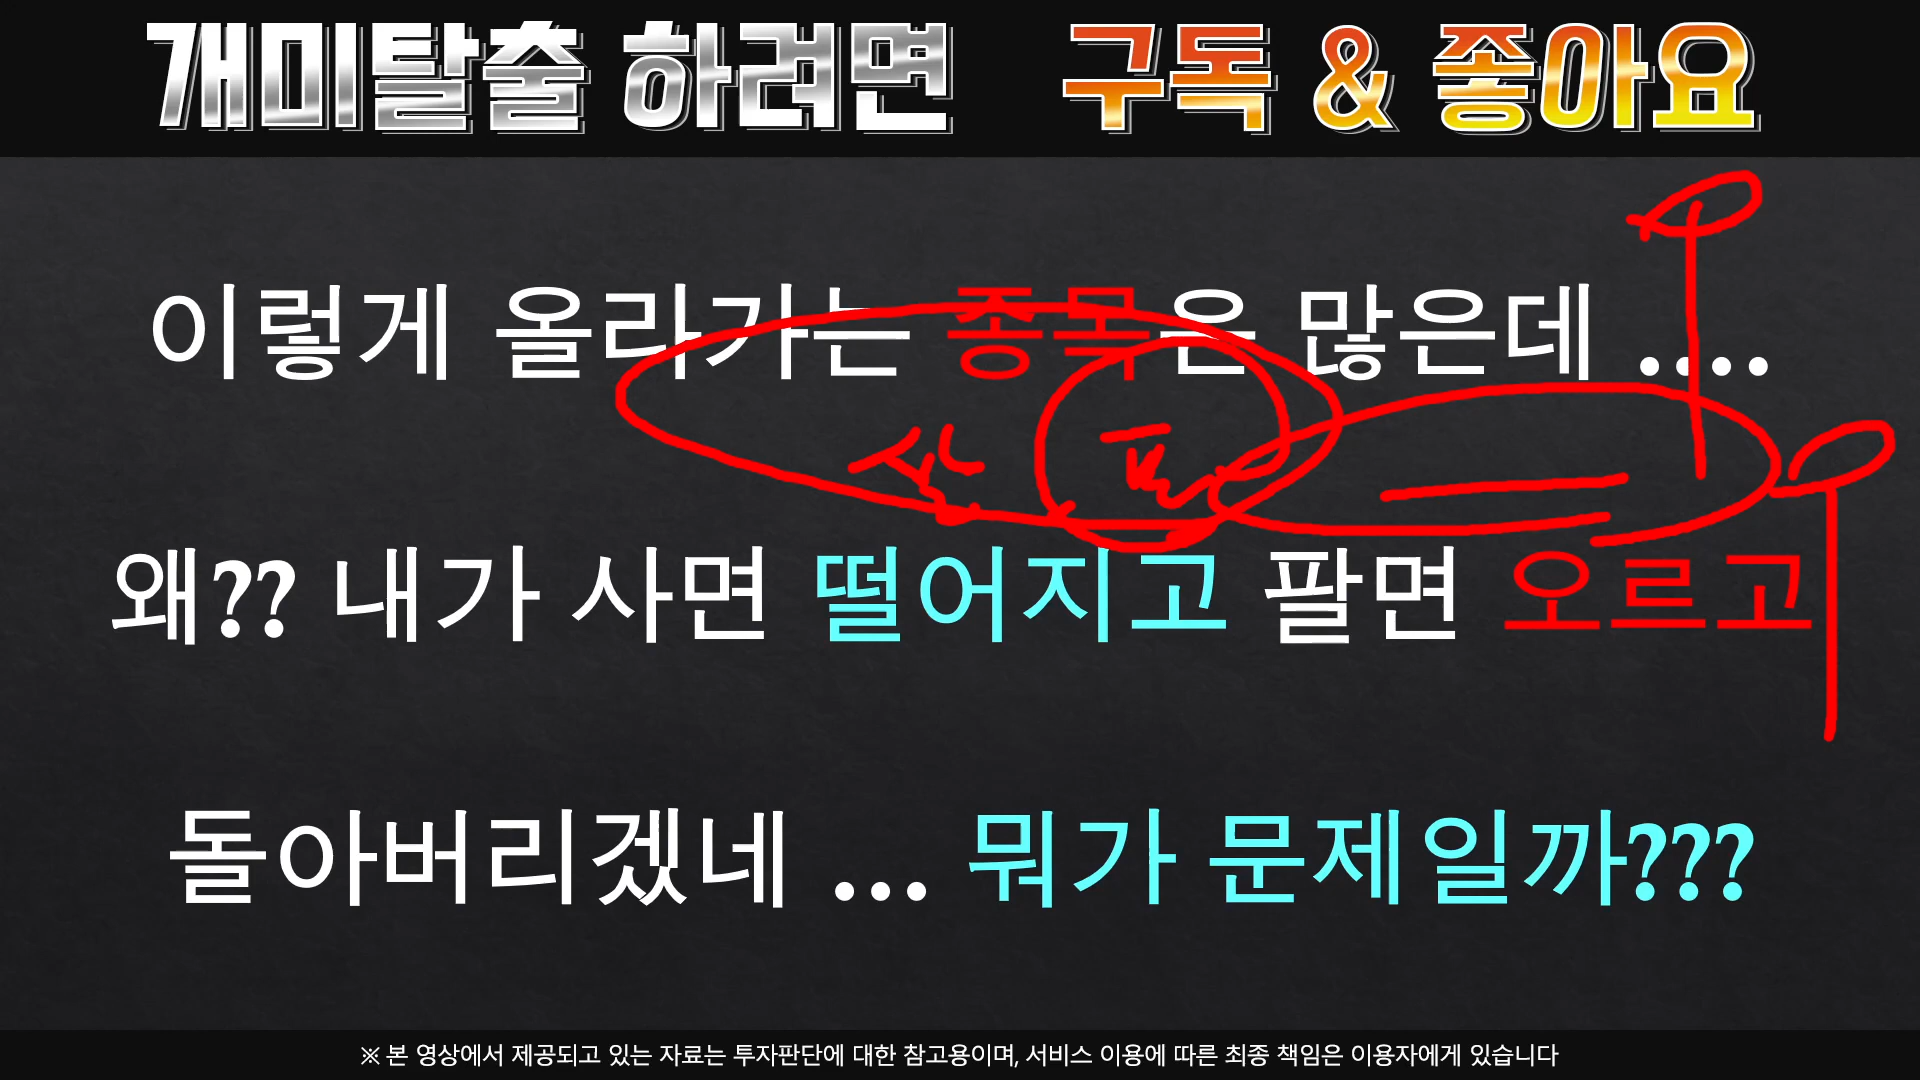 개미탈출 하려면 구독 & 좋아요
이렇게 올라가는 종목은 많은데 ....
왜?? 내가 사면 떨어지고 팔면 오르고
돌아버리겠네 ... 뭐가 문제일까???
※ 본 영상에서 제공되고 있는 자료는 투자판단에 대한 참고용이며, 서비스 이용에 따른 최종 책임은 이용자에게 있습니다